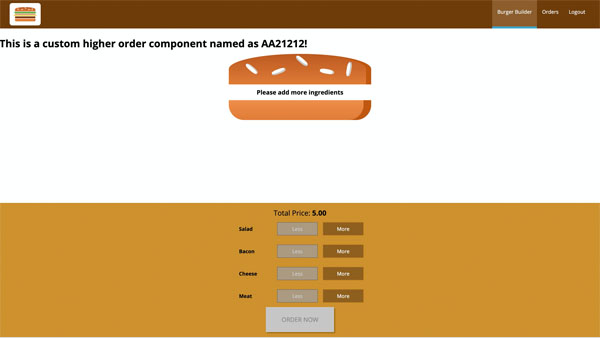 Burger Builder Orders Logout
This is a custom higher order component named as AA21212!
Please add more ingredients
Total Price: 5.00
Salad Less More
Bacon Less More
Cheese Less More
Meat Less More
ORDER NOW